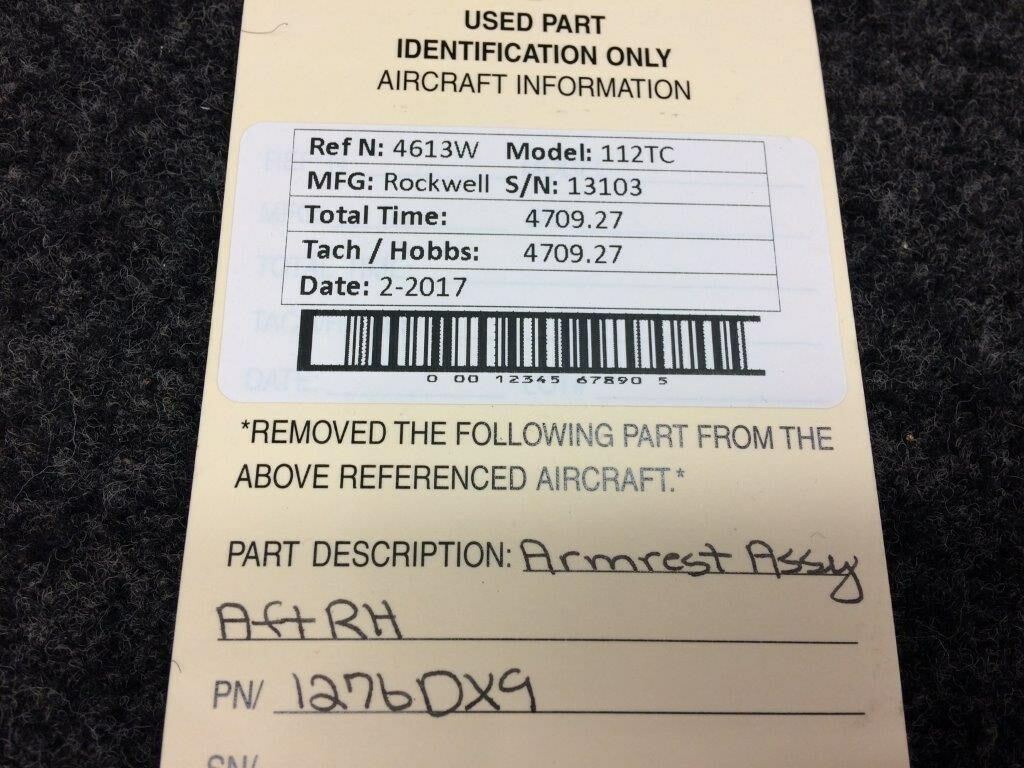 USED PART
IDENTIFICATION ONLY
AIRCRAFT INFORMATION
Ref N: 4613W Model: 112TC
MFG: Rockwell S/N: 13103
Total Time: 4709.27
Tach / Hobbs: 4709.27
Date: 2-2017
0 00 12345 67890 5
*REMOVED THE FOLLOWING PART FROM THE
ABOVE REFERENCED AIRCRAFT.*
PART DESCRIPTION: Armrest Assy
Aft RH
PN/ 1276DX9
SN/